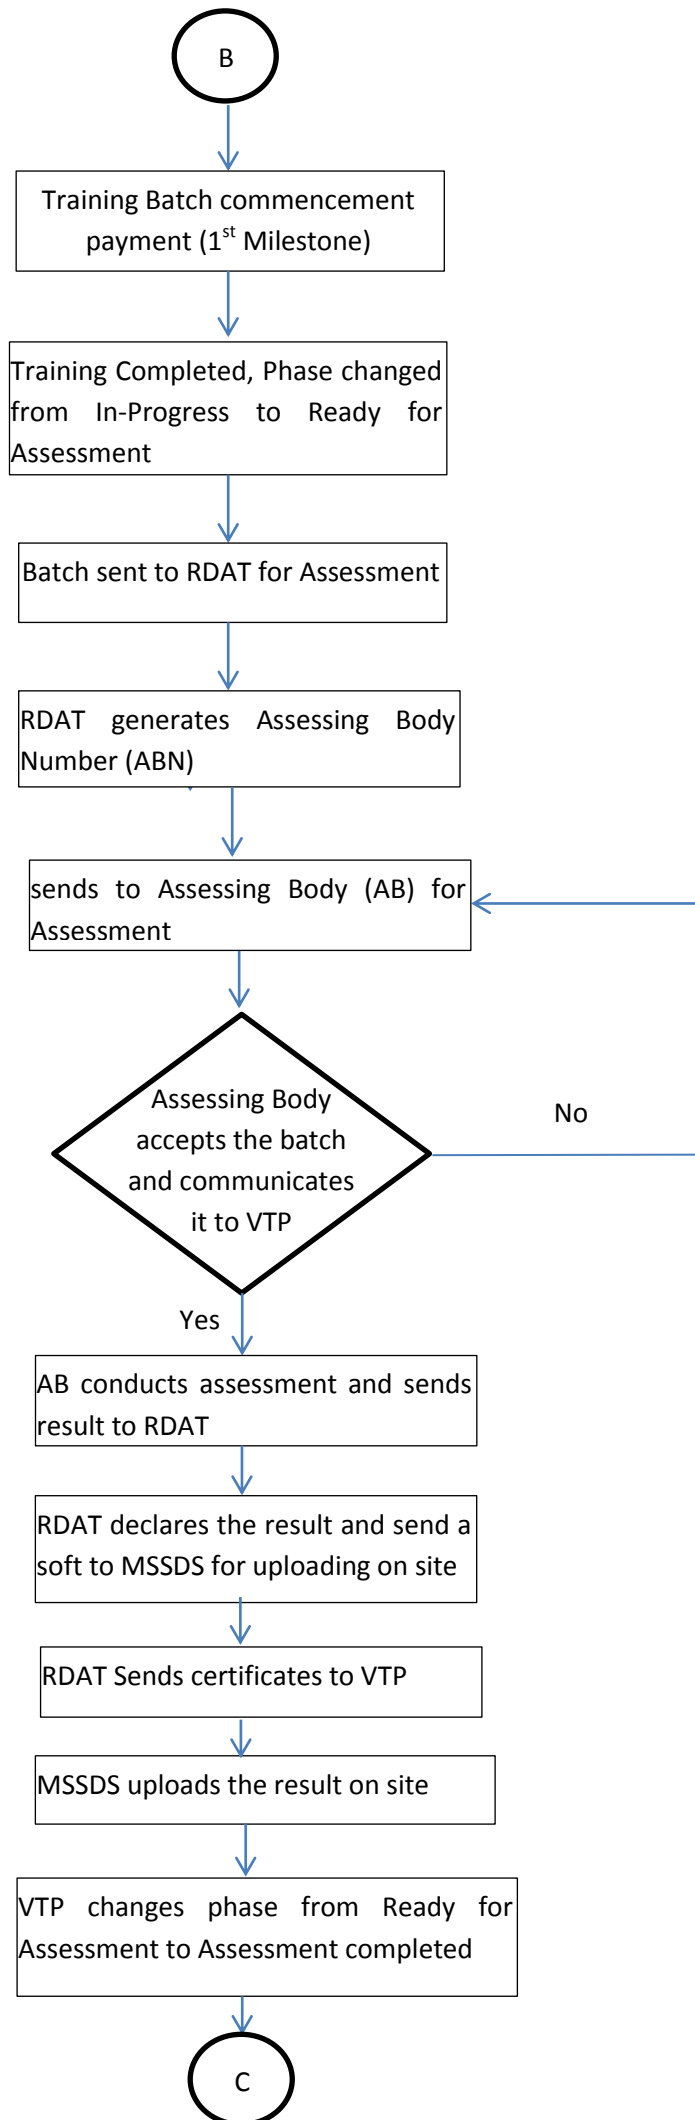 B
Training Batch commencement
payment (1st Milestone)
Training Completed, Phase changed
from In-Progress to Ready for
Assessment
Batch sent to RDAT for Assessment
RDAT generates Assessing Body
Number (ABN)
sends to Assessing Body (AB) for
Assessment
Assessing Body
accepts the batch
and communicates
it to VTP
No
Yes
AB conducts assessment and sends
result to RDAT
RDAT declares the result and send a
soft to MSSDS for uploading on site
RDAT Sends certificates to VTP
MSSDS uploads the result on site
VTP changes phase from Ready for
Assessment to Assessment completed
C